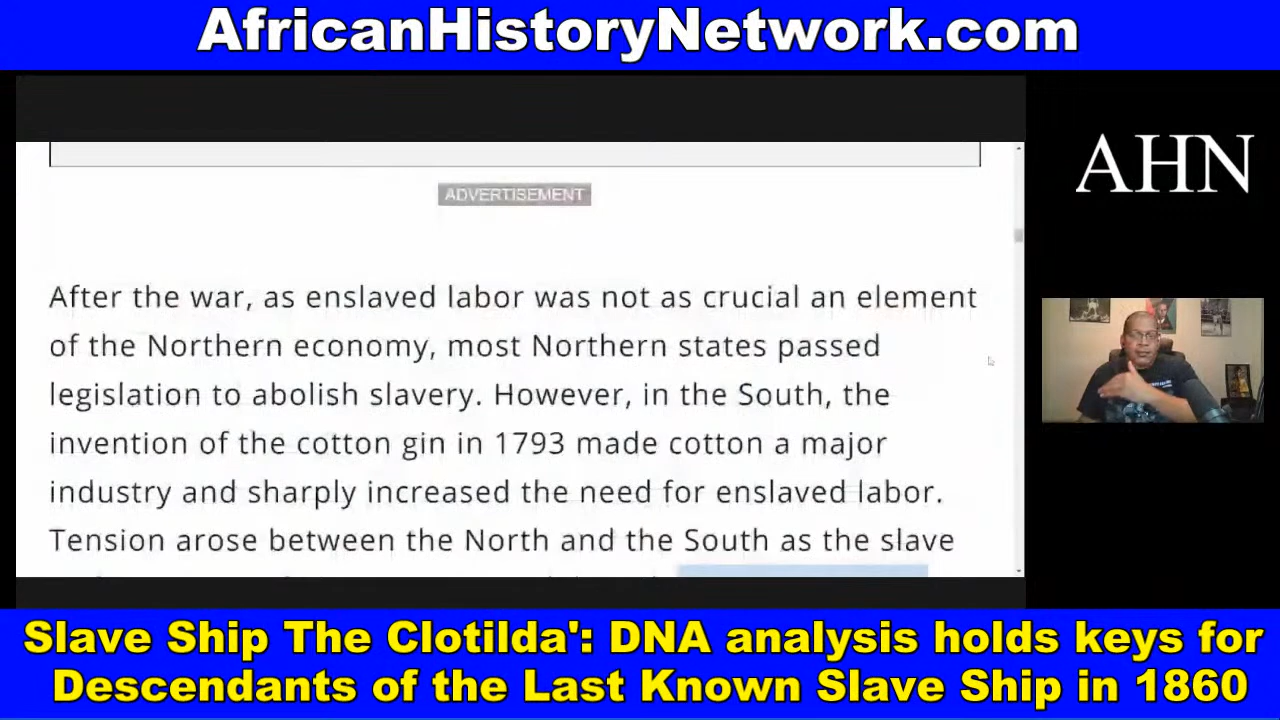 AfricanHistoryNetwork.com
AHN
ADVERTISEMENT
After the war, as enslaved labor was not as crucial an element
of the Northern economy, most Northern states passed
legislation to abolish slavery. However, in the South, the
invention of the cotton gin in 1793 made cotton a major
industry and sharply increased the need for enslaved labor.
Tension arose between the North and the South as the slave
Slave Ship The Clotilda': DNA analysis holds keys for
Descendants of the Last Known Slave Ship in 1860